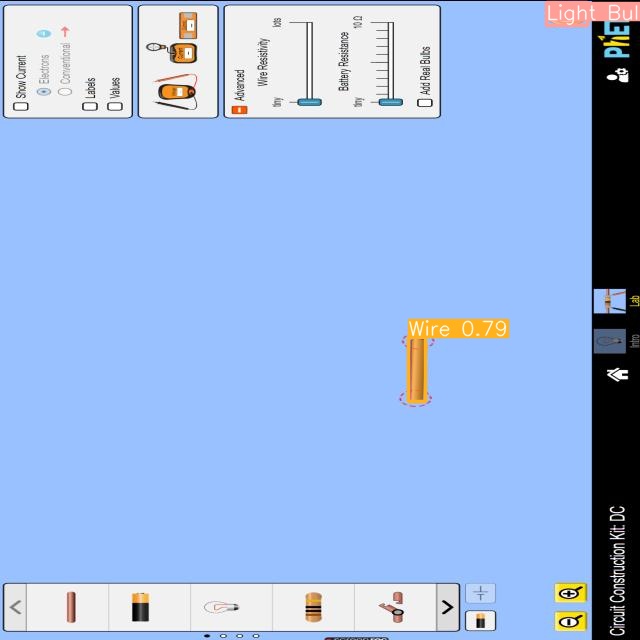 Light Bul
PhET
Show Current
Electrons
Conventional
Labels
Values
Advanced
Wire Resistivity
tiny
lots
Battery Resistance
tiny
10 Ω
Add Real Bulbs
Wire 0.79
Circuit Construction Kit: DC
Intro
Lab